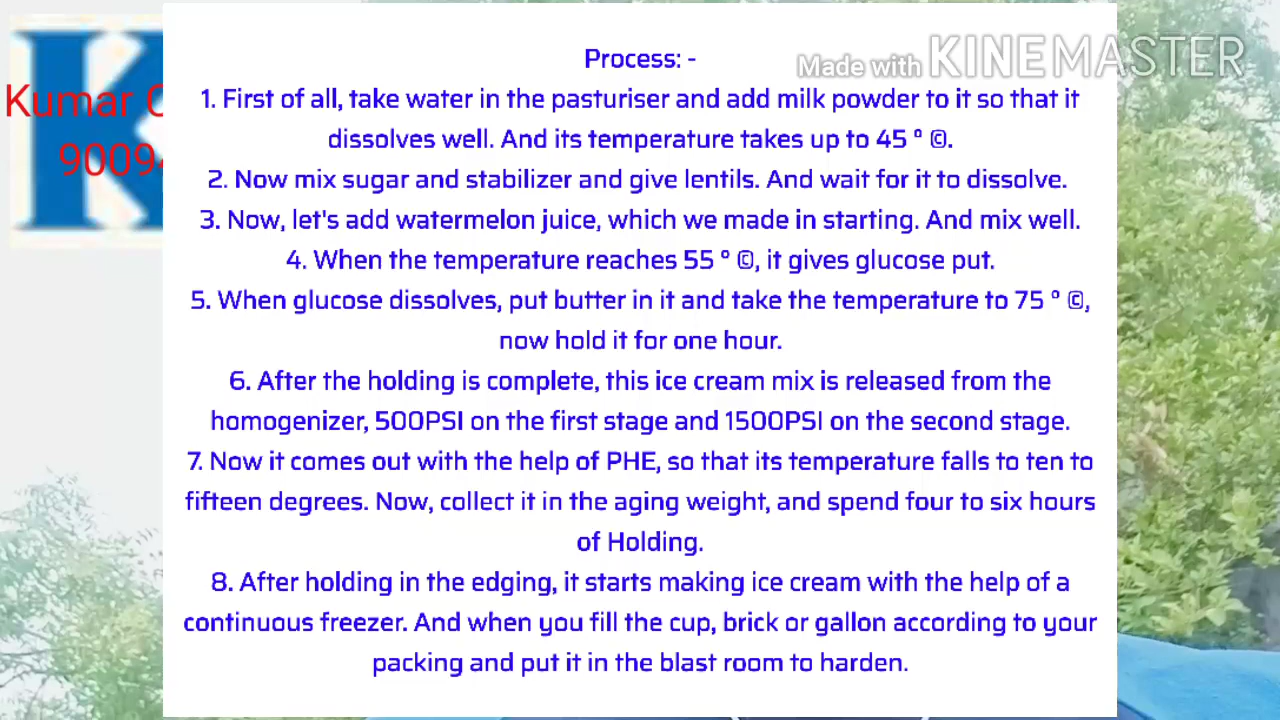 Process: -
Made with KINEMASTER
Kumar
9009
1. First of all, take water in the pasturiser and add milk powder to it so that it
dissolves well. And its temperature takes up to 45 ° ©.
2. Now mix sugar and stabilizer and give lentils. And wait for it to dissolve.
3. Now, let's add watermelon juice, which we made in starting. And mix well.
4. When the temperature reaches 55 ° ©, it gives glucose put.
5. When glucose dissolves, put butter in it and take the temperature to 75 ° ©,
now hold it for one hour.
6. After the holding is complete, this ice cream mix is released from the
homogenizer, 500PSI on the first stage and 1500PSI on the second stage.
7. Now it comes out with the help of PHE, so that its temperature falls to ten to
fifteen degrees. Now, collect it in the aging weight, and spend four to six hours
of Holding.
8. After holding in the edging, it starts making ice cream with the help of a
continuous freezer. And when you fill the cup, brick or gallon according to your
packing and put it in the blast room to harden.